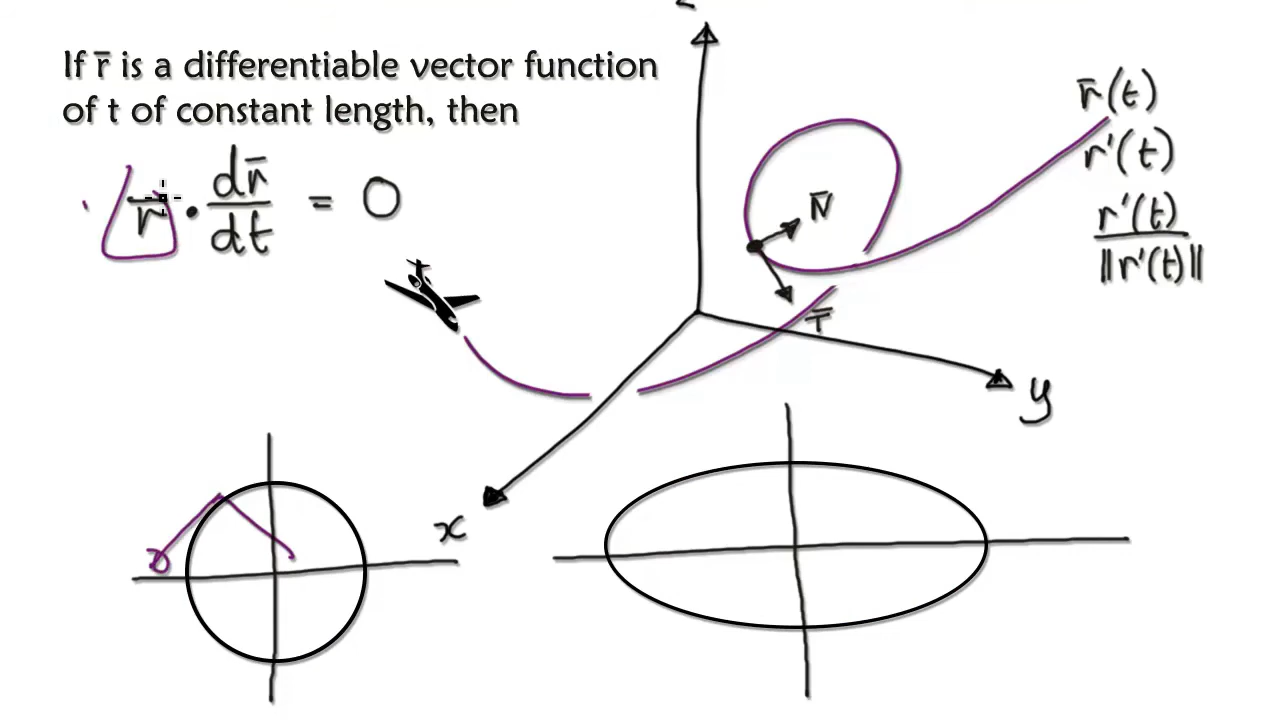 If r̄ is a differentiable vector function
of t of constant length, then
r̄ · dr̄/dt = 0
r̄(t)
r'(t)
r'(t)
‖r'(t)‖
N̄
T̄
y
x